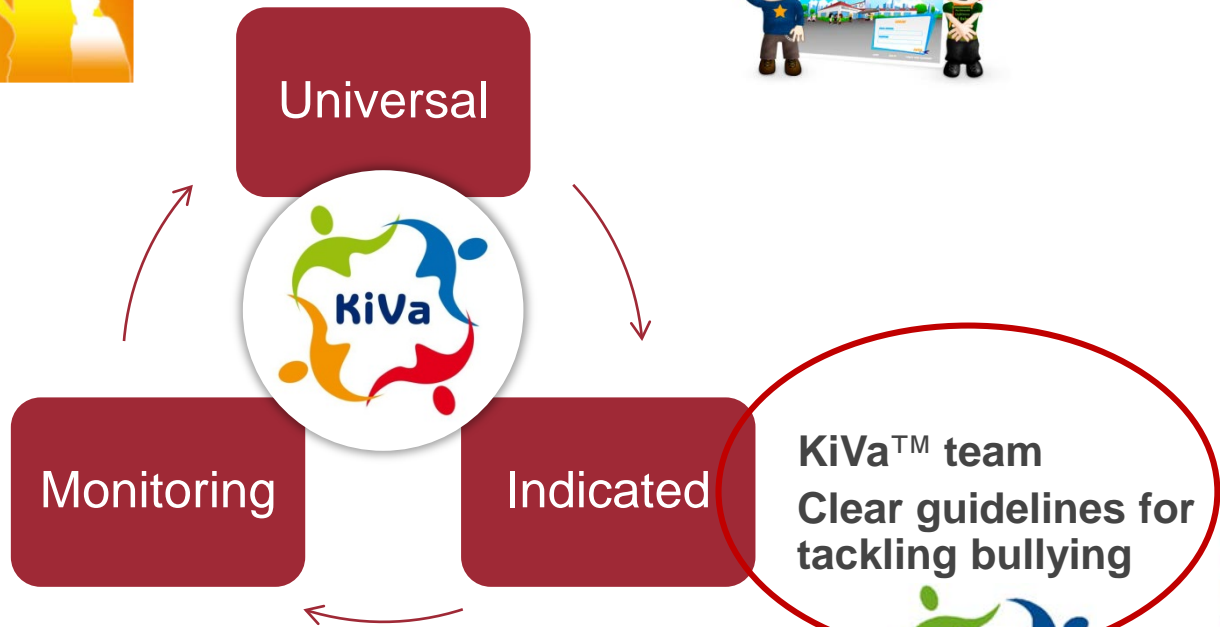 Universal
KiVa
Monitoring
Indicated
KiVa™ team
Clear guidelines for
tackling bullying